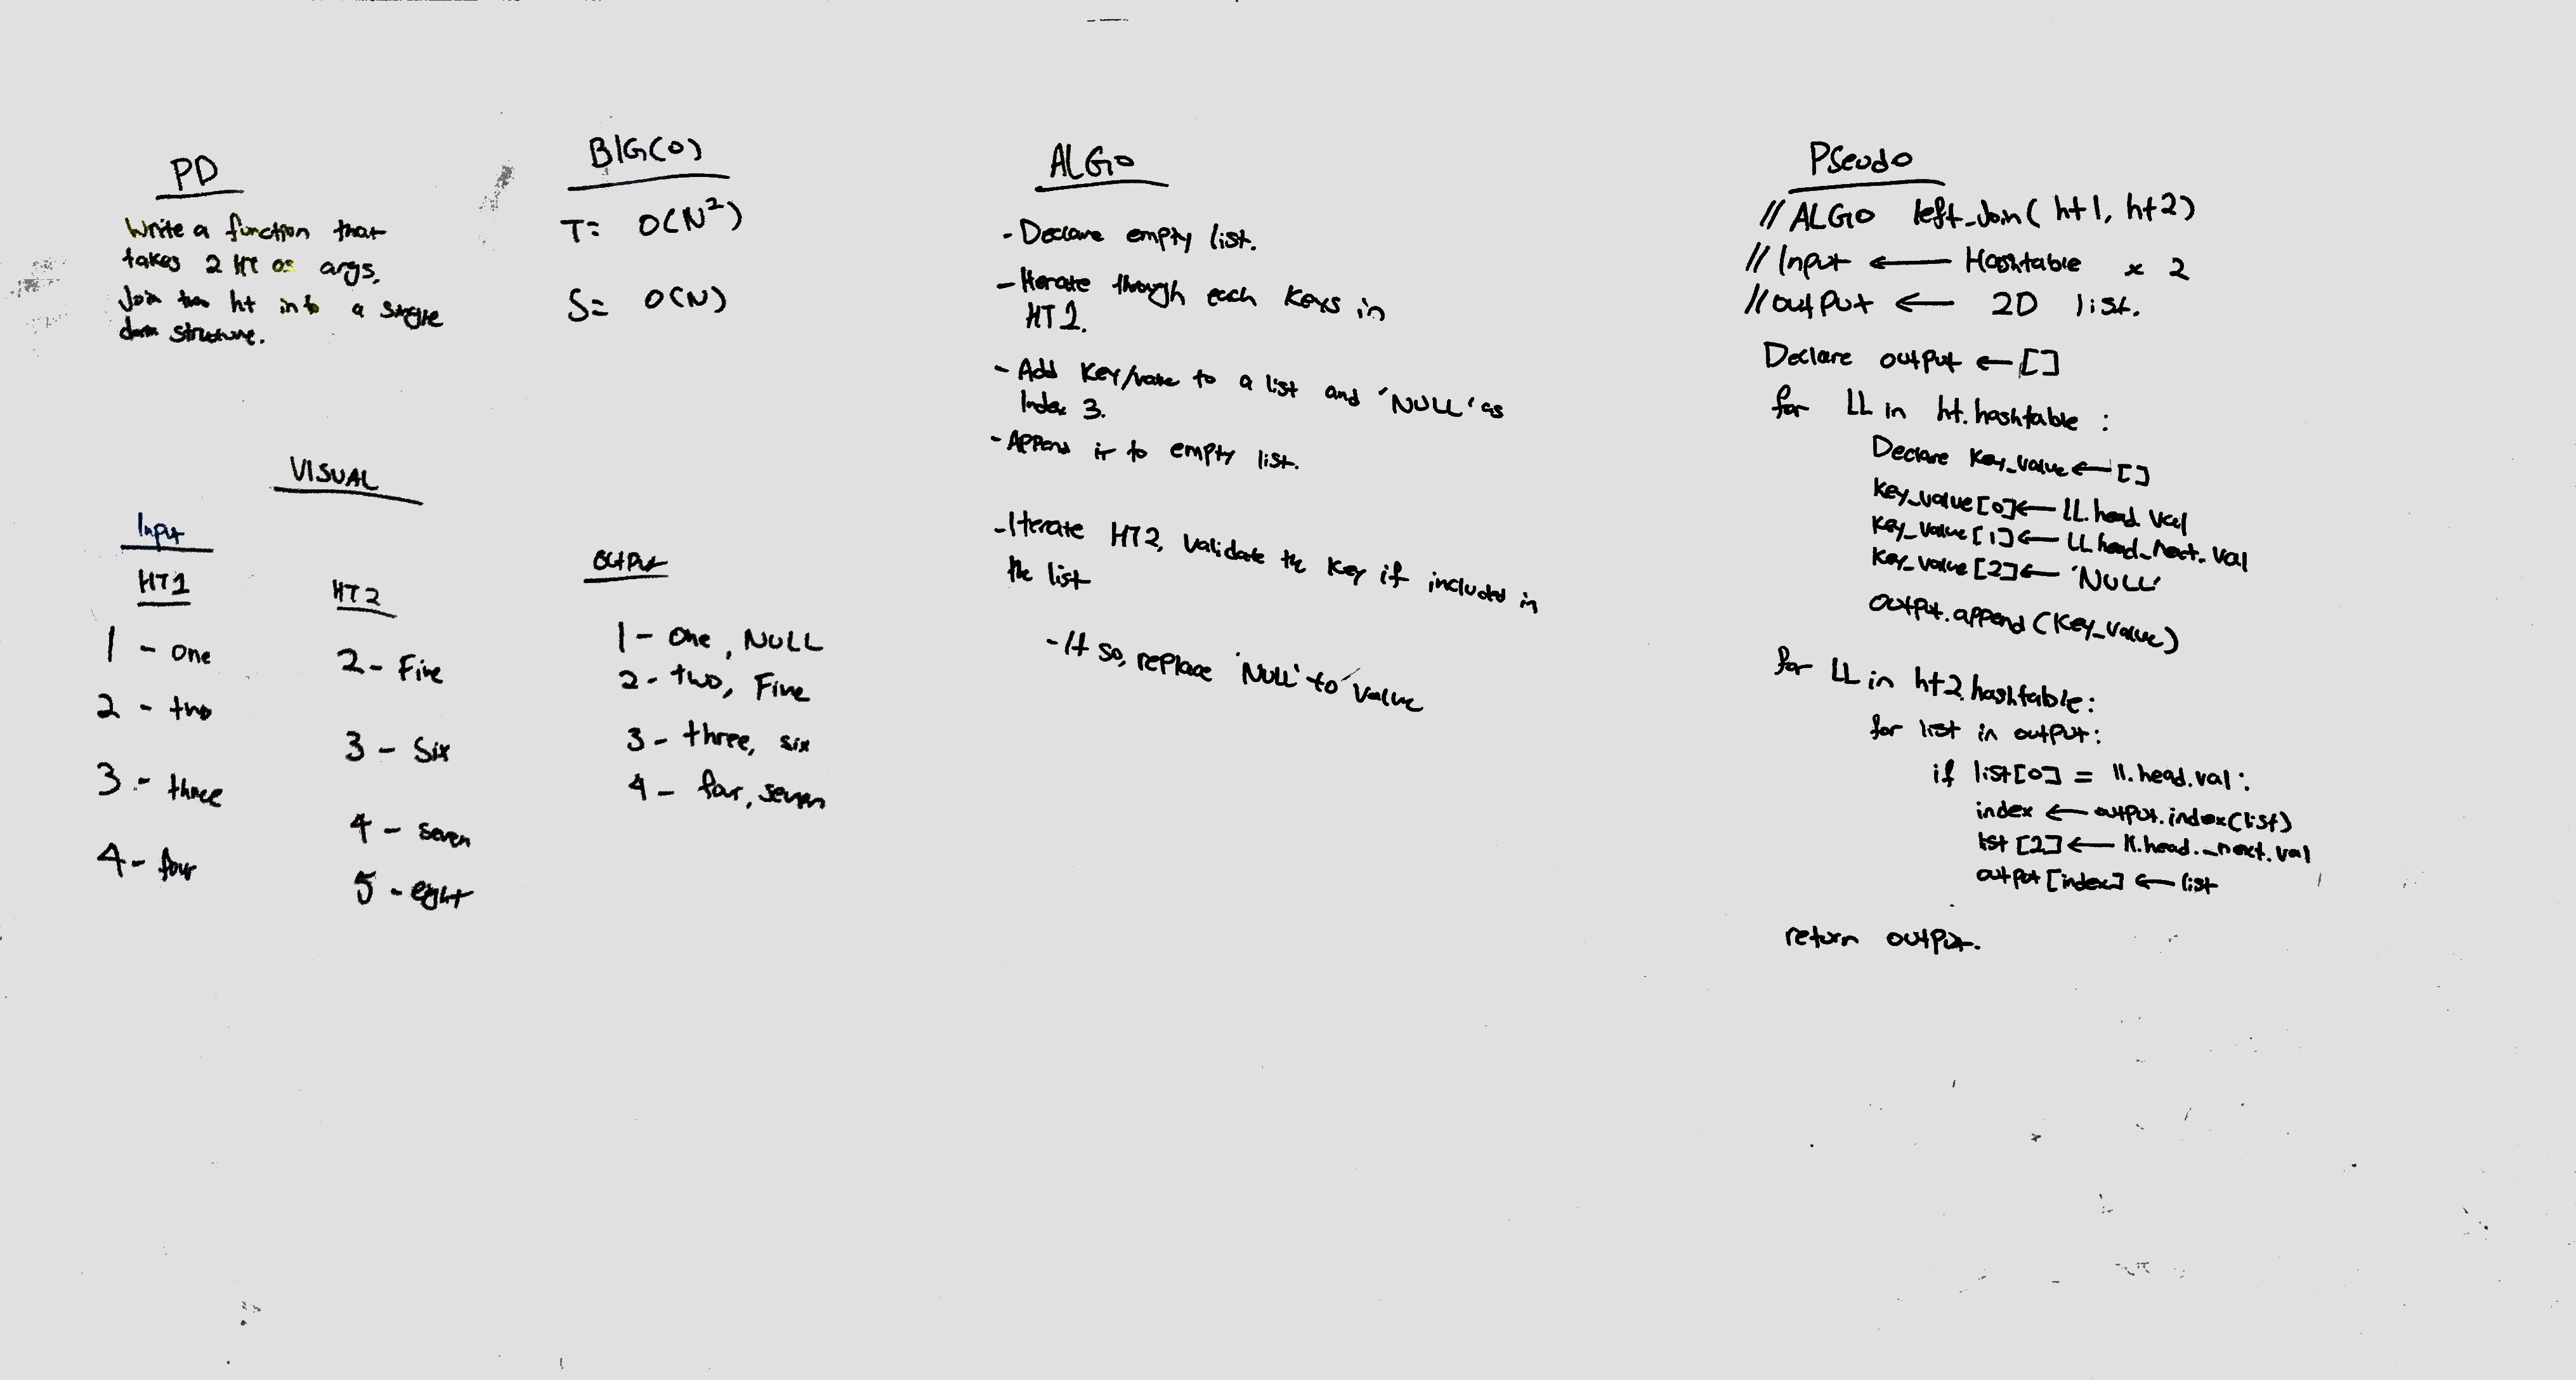 PD
Write a function that
takes 2 HT as args.
Join two ht into a single
data structure.
BIG(O)
T= O(N²)
S= O(N)
VISUAL
Input
HT1
1 - one
2 - two
3 - three
4 - four
HT2
2 - Five
3 - Six
4 - seven
5 - eight
output
1 - one, NULL
2 - two, Five
3 - three, six
4 - four, seven
ALGO
- Declare empty list.
- Iterate through each keys in
HT1.
- Add key/value to a list and 'NULL' as
Index 3.
- Append it to empty list.
- Iterate HT2, validate the key if included in
the list
- If so, replace 'NULL' to value
Pseudo
// ALGO left_Join( ht1, ht2)
// Input ← Hashtable x 2
// output ← 2D list.
Declare output ← []
for LL in ht.hashtable :
Declare key_value ← []
key_value[0] ← LL.head.val
key_value[1] ← LL.head_next.val
key_value[2] ← 'NULL'
output.append(key_value)
for LL in ht2.hashtable:
for list in output:
if list[0] = ll.head.val:
index ← output.index(list)
list [2] ← ll.head._next.val
output[index] ← list
return output.